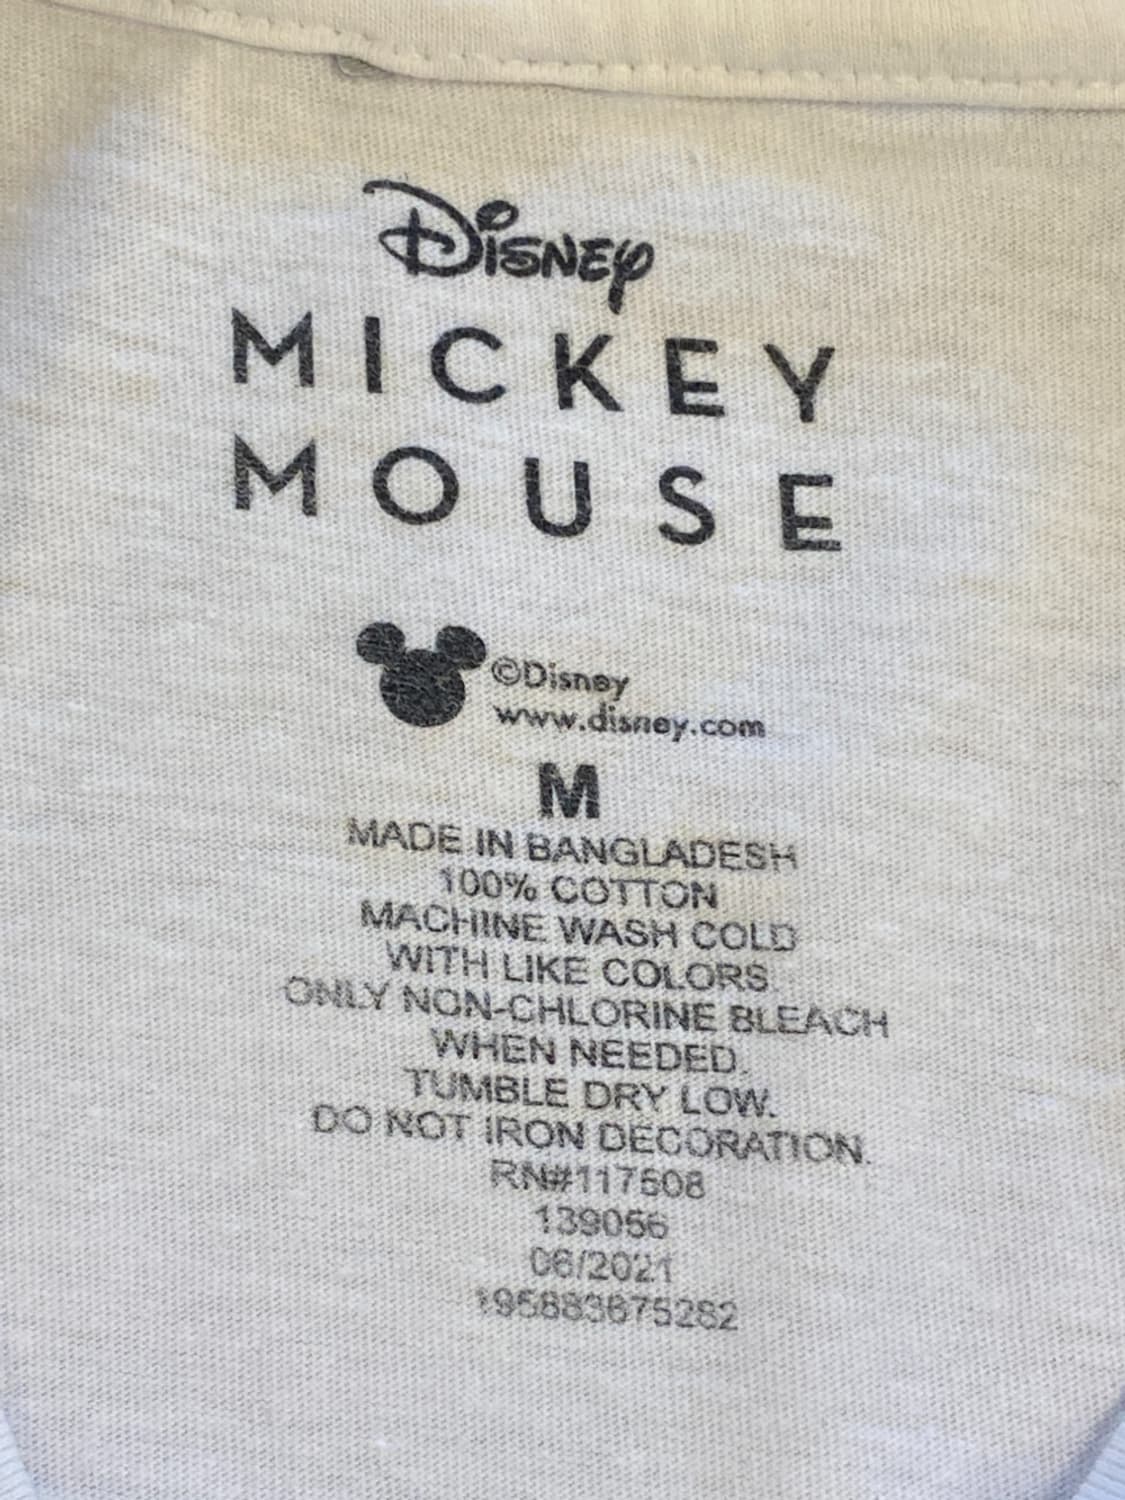 Disney
MICKEY
MOUSE
©Disney
www.disney.com
M
MADE IN BANGLADESH
100% COTTON
MACHINE WASH COLD
WITH LIKE COLORS.
ONLY NON-CHLORINE BLEACH
WHEN NEEDED.
TUMBLE DRY LOW.
DO NOT IRON DECORATION.
RN#117608
139056
06/2021